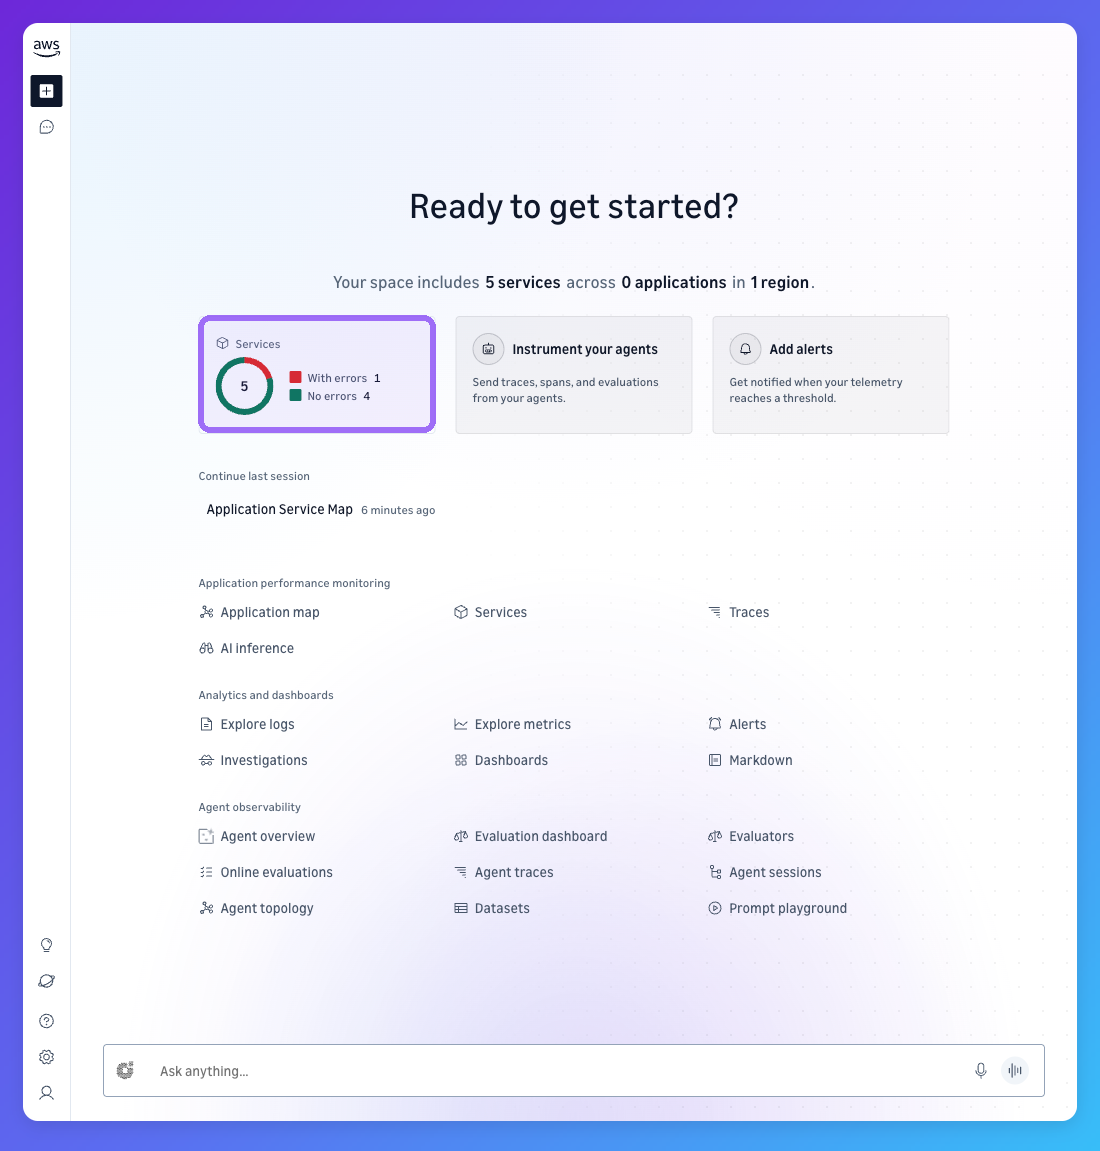 aws
Ready to get started?
Your space includes 5 services across 0 applications in 1 region.
Services
5
With errors 1
No errors 4
Instrument your agents
Send traces, spans, and evaluations
from your agents.
Add alerts
Get notified when your telemetry
reaches a threshold.
Continue last session
Application Service Map 6 minutes ago
Application performance monitoring
Application map
Services
Traces
AI inference
Analytics and dashboards
Explore logs
Explore metrics
Alerts
Investigations
Dashboards
Markdown
Agent observability
Agent overview
Evaluation dashboard
Evaluators
Online evaluations
Agent traces
Agent sessions
Agent topology
Datasets
Prompt playground
Ask anything...